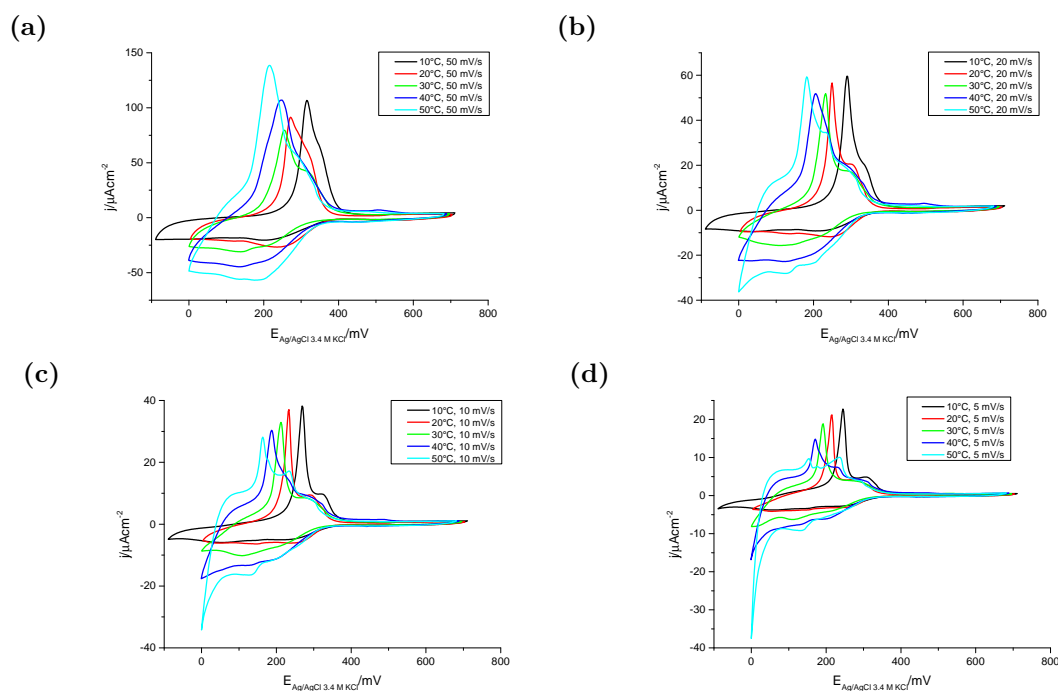 (a)
150
100
50
0
-50
j/µAcm⁻²
0 200 400 600 800
E Ag/AgCl 3.4 M KCl/mV
10°C, 50 mV/s
20°C, 50 mV/s
30°C, 50 mV/s
40°C, 50 mV/s
50°C, 50 mV/s
(b)
60
40
20
0
-20
-40
j/µAcm⁻²
0 200 400 600 800
E Ag/AgCl 3.4 M KCl/mV
10°C, 20 mV/s
20°C, 20 mV/s
30°C, 20 mV/s
40°C, 20 mV/s
50°C, 20 mV/s
(c)
40
20
0
-20
-40
j/µAcm⁻²
0 200 400 600 800
E Ag/AgCl 3.4 M KCl/mV
10°C, 10 mV/s
20°C, 10 mV/s
30°C, 10 mV/s
40°C, 10 mV/s
50°C, 10 mV/s
(d)
20
10
0
-10
-20
-30
-40
j/µAcm⁻²
0 200 400 600 800
E Ag/AgCl 3.4 M KCl/mV
10°C, 5 mV/s
20°C, 5 mV/s
30°C, 5 mV/s
40°C, 5 mV/s
50°C, 5 mV/s